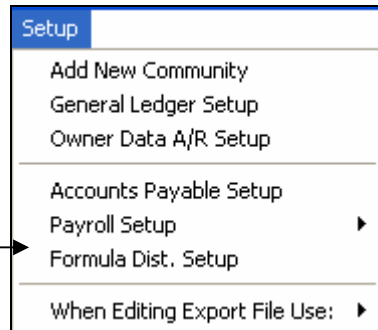 Setup
Add New Community
General Ledger Setup
Owner Data A/R Setup
Accounts Payable Setup
Payroll Setup
Formula Dist. Setup
When Editing Export File Use: